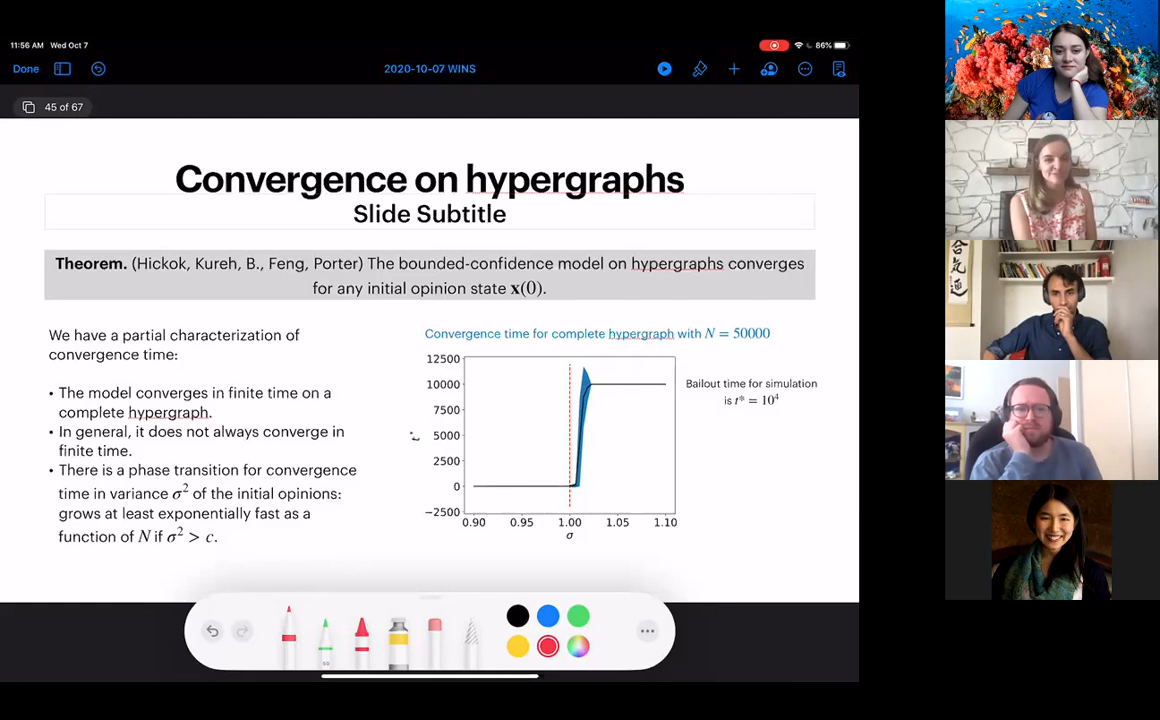 11:56 AM Wed Oct 7
86%
Done
2020-10-07 WINS
45 of 67
Convergence on hypergraphs
Slide Subtitle
Theorem. (Hickok, Kureh, B., Feng, Porter) The bounded-confidence model on hypergraphs converges
for any initial opinion state x(0).
We have a partial characterization of
convergence time:
• The model converges in finite time on a
complete hypergraph.
• In general, it does not always converge in
finite time.
• There is a phase transition for convergence
time in variance σ² of the initial opinions:
grows at least exponentially fast as a
function of N if σ² > c.
Convergence time for complete hypergraph with N = 50000
12500
10000
7500
5000
2500
0
−2500
t*
0.90 0.95 1.00 1.05 1.10
σ
Bailout time for simulation
is t* = 10⁴
合気道